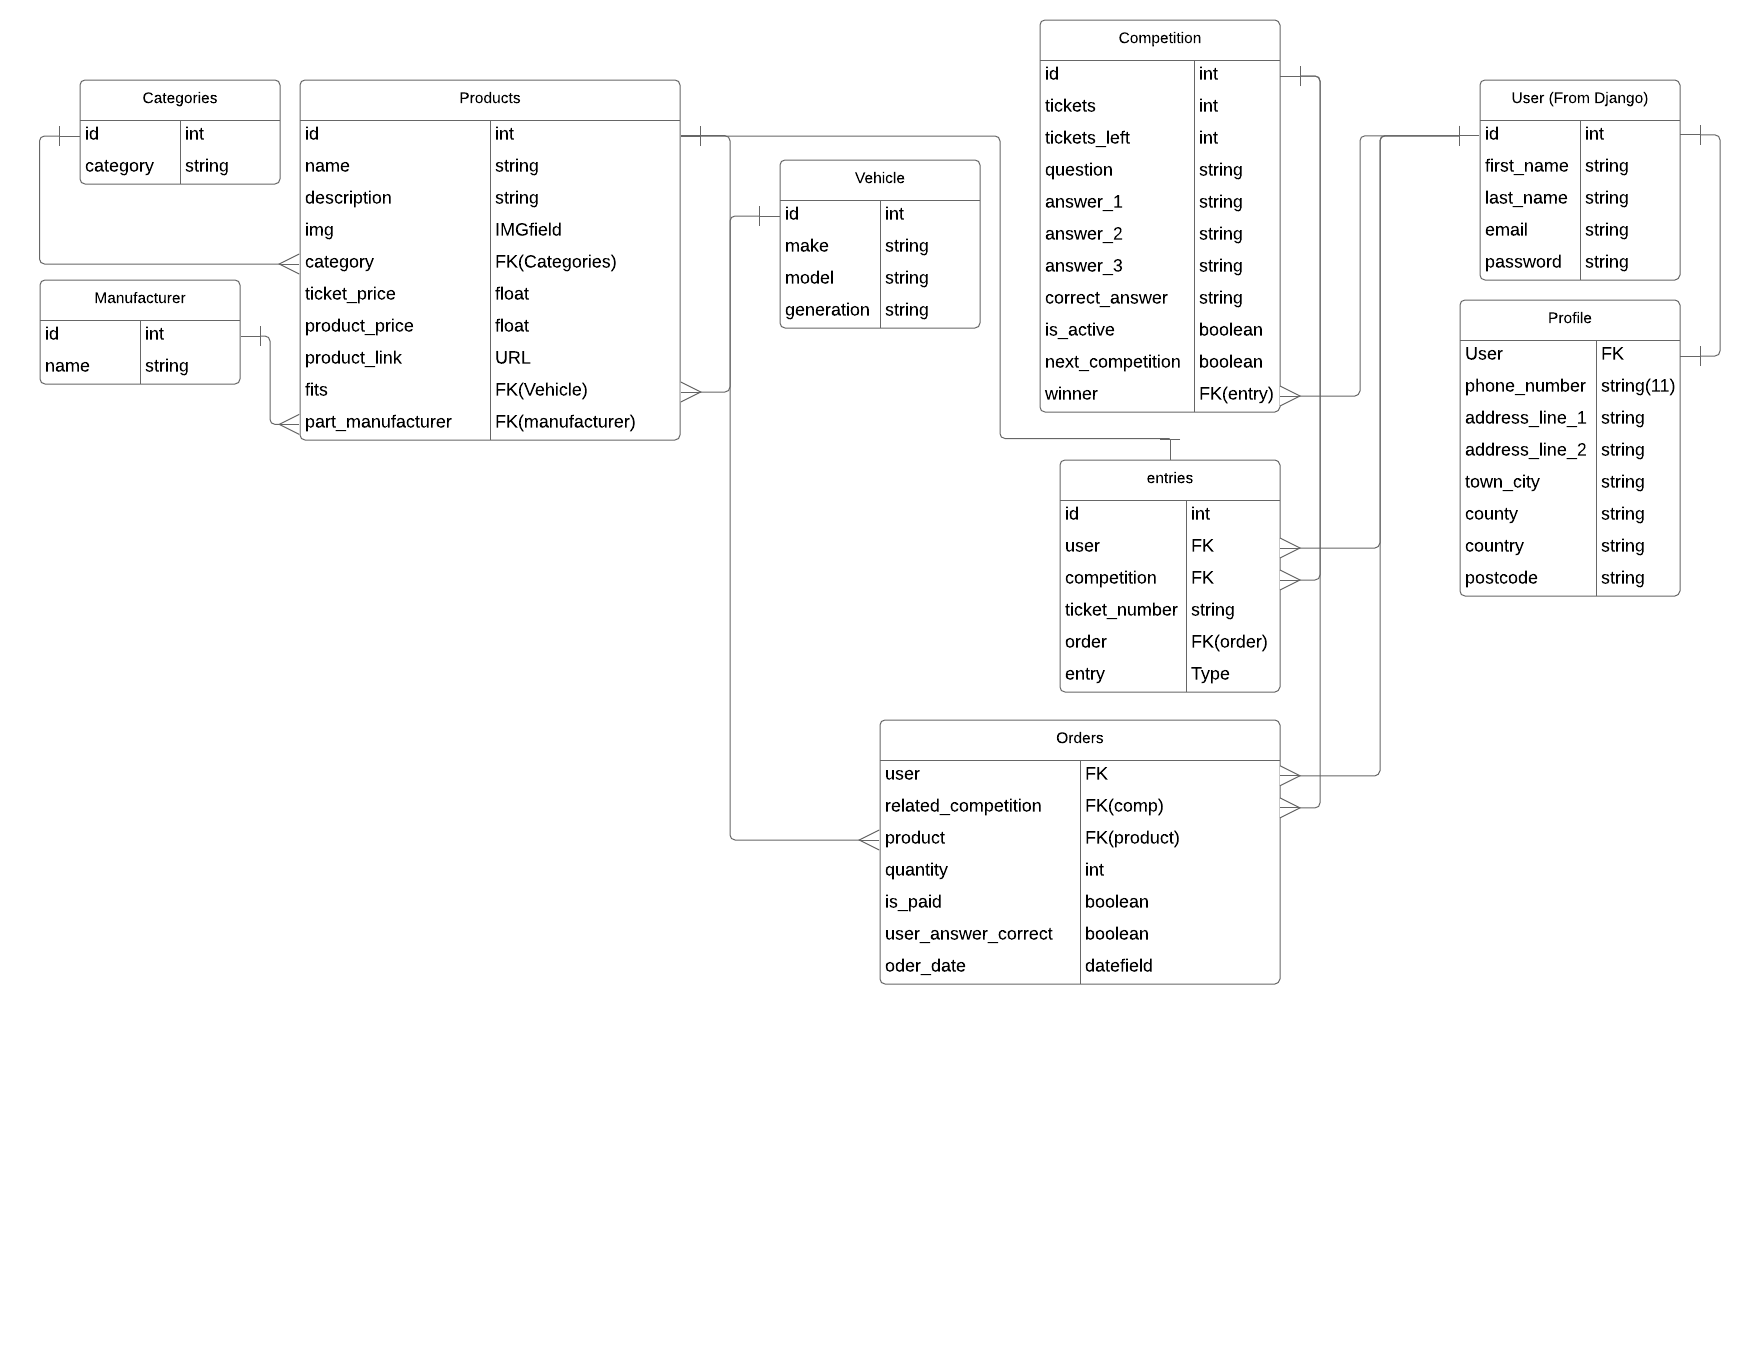 Categories
id int
category string
Manufacturer
id int
name string
Products
id int
name string
description string
img IMGfield
category FK(Categories)
ticket_price float
product_price float
product_link URL
fits FK(Vehicle)
part_manufacturer FK(manufacturer)
Vehicle
id int
make string
model string
generation string
Competition
id int
tickets int
tickets_left int
question string
answer_1 string
answer_2 string
answer_3 string
correct_answer string
is_active boolean
next_competition boolean
winner FK(entry)
entries
id int
user FK
competition FK
ticket_number string
order FK(order)
entry Type
Orders
user FK
related_competition FK(comp)
product FK(product)
quantity int
is_paid boolean
user_answer_correct boolean
oder_date datefield
User (From Django)
id int
first_name string
last_name string
email string
password string
Profile
User FK
phone_number string(11)
address_line_1 string
address_line_2 string
town_city string
county string
country string
postcode string